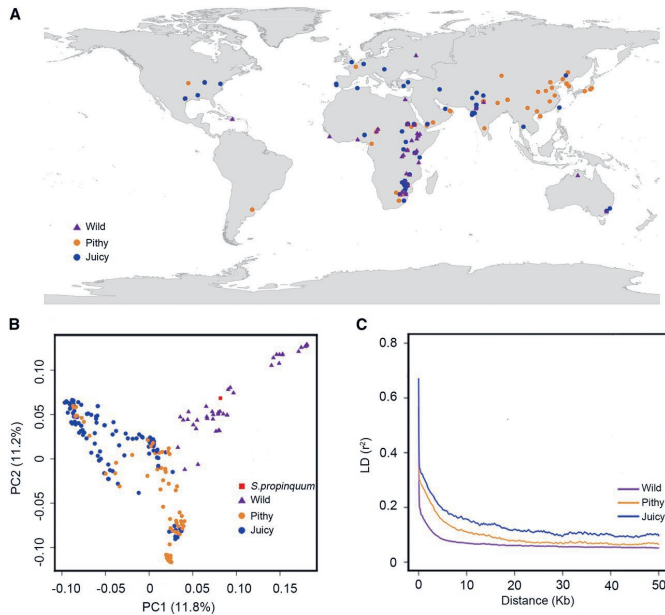 A
Wild
Pithy
Juicy
B
PC2 (11.2%)
0.10
0.05
0
-0.05
-0.10
S.propinquum
Wild
Pithy
Juicy
-0.10 -0.05 0 0.05 0.10 0.15
PC1 (11.8%)
C
LD (r²)
0.8
0.6
0.4
0.2
0
Wild
Pithy
Juicy
0 10 20 30 40 50
Distance (Kb)